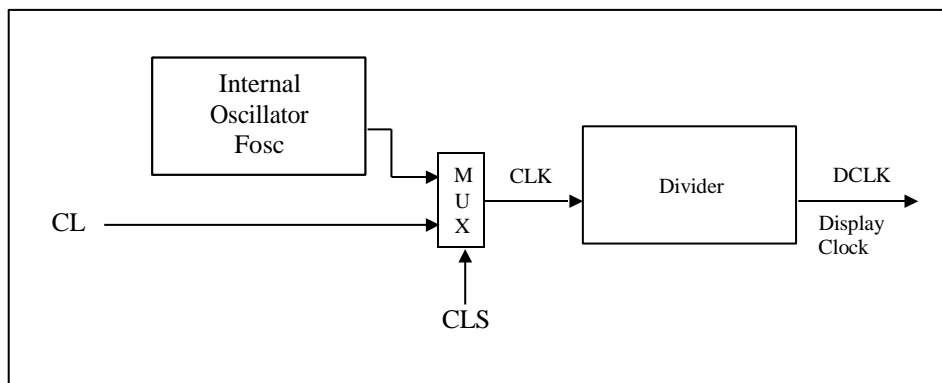 Internal
Oscillator
Fosc
M
U
X
CL
CLK
Divider
DCLK
Display
Clock
CLS